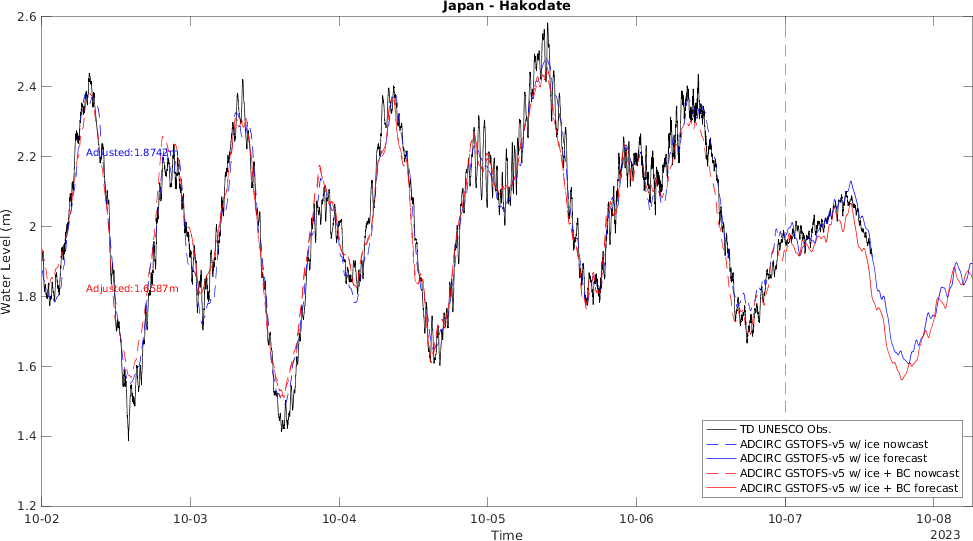 Japan - Hakodate
2.6
2.4
2.2
2
1.8
1.6
1.4
1.2
Water Level (m)
Adjusted:1.8742m
Adjusted:1.6587m
TD UNESCO Obs.
ADCIRC GSTOFS-v5 w/ ice nowcast
ADCIRC GSTOFS-v5 w/ ice forecast
ADCIRC GSTOFS-v5 w/ ice + BC nowcast
ADCIRC GSTOFS-v5 w/ ice + BC forecast
10-02 10-03 10-04 10-05 10-06 10-07 10-08
Time
2023